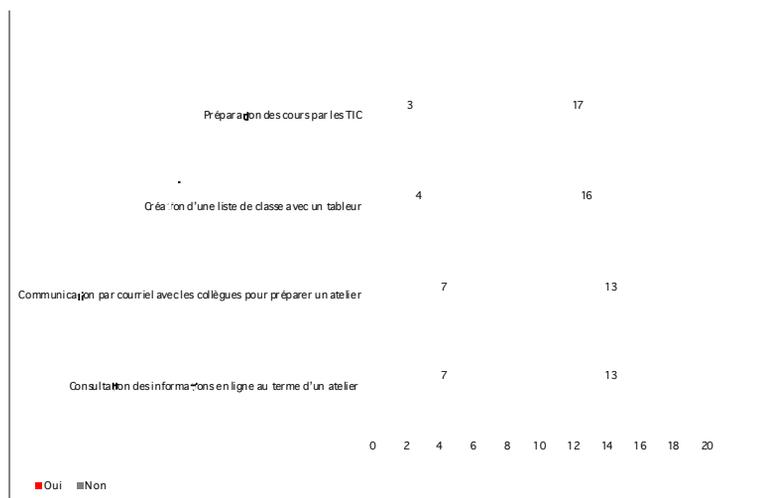 3 17
Préparation des cours par les TIC
4 16
Création d'une liste de classe avec un tableur
7 13
Communication par courriel avec les collègues pour préparer un atelier
7 13
Consultation des informations en ligne au terme d'un atelier
0 2 4 6 8 10 12 14 16 18 20
Oui Non